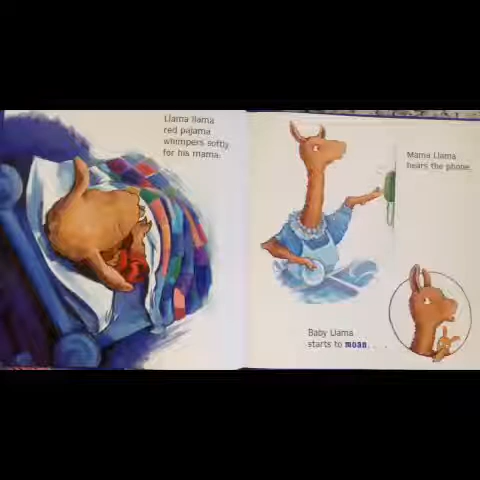 Llama llama
red pajama
whimpers softly
for his mama.
Mama Llama
hears the phone.
Baby Llama
starts to moan. . . .